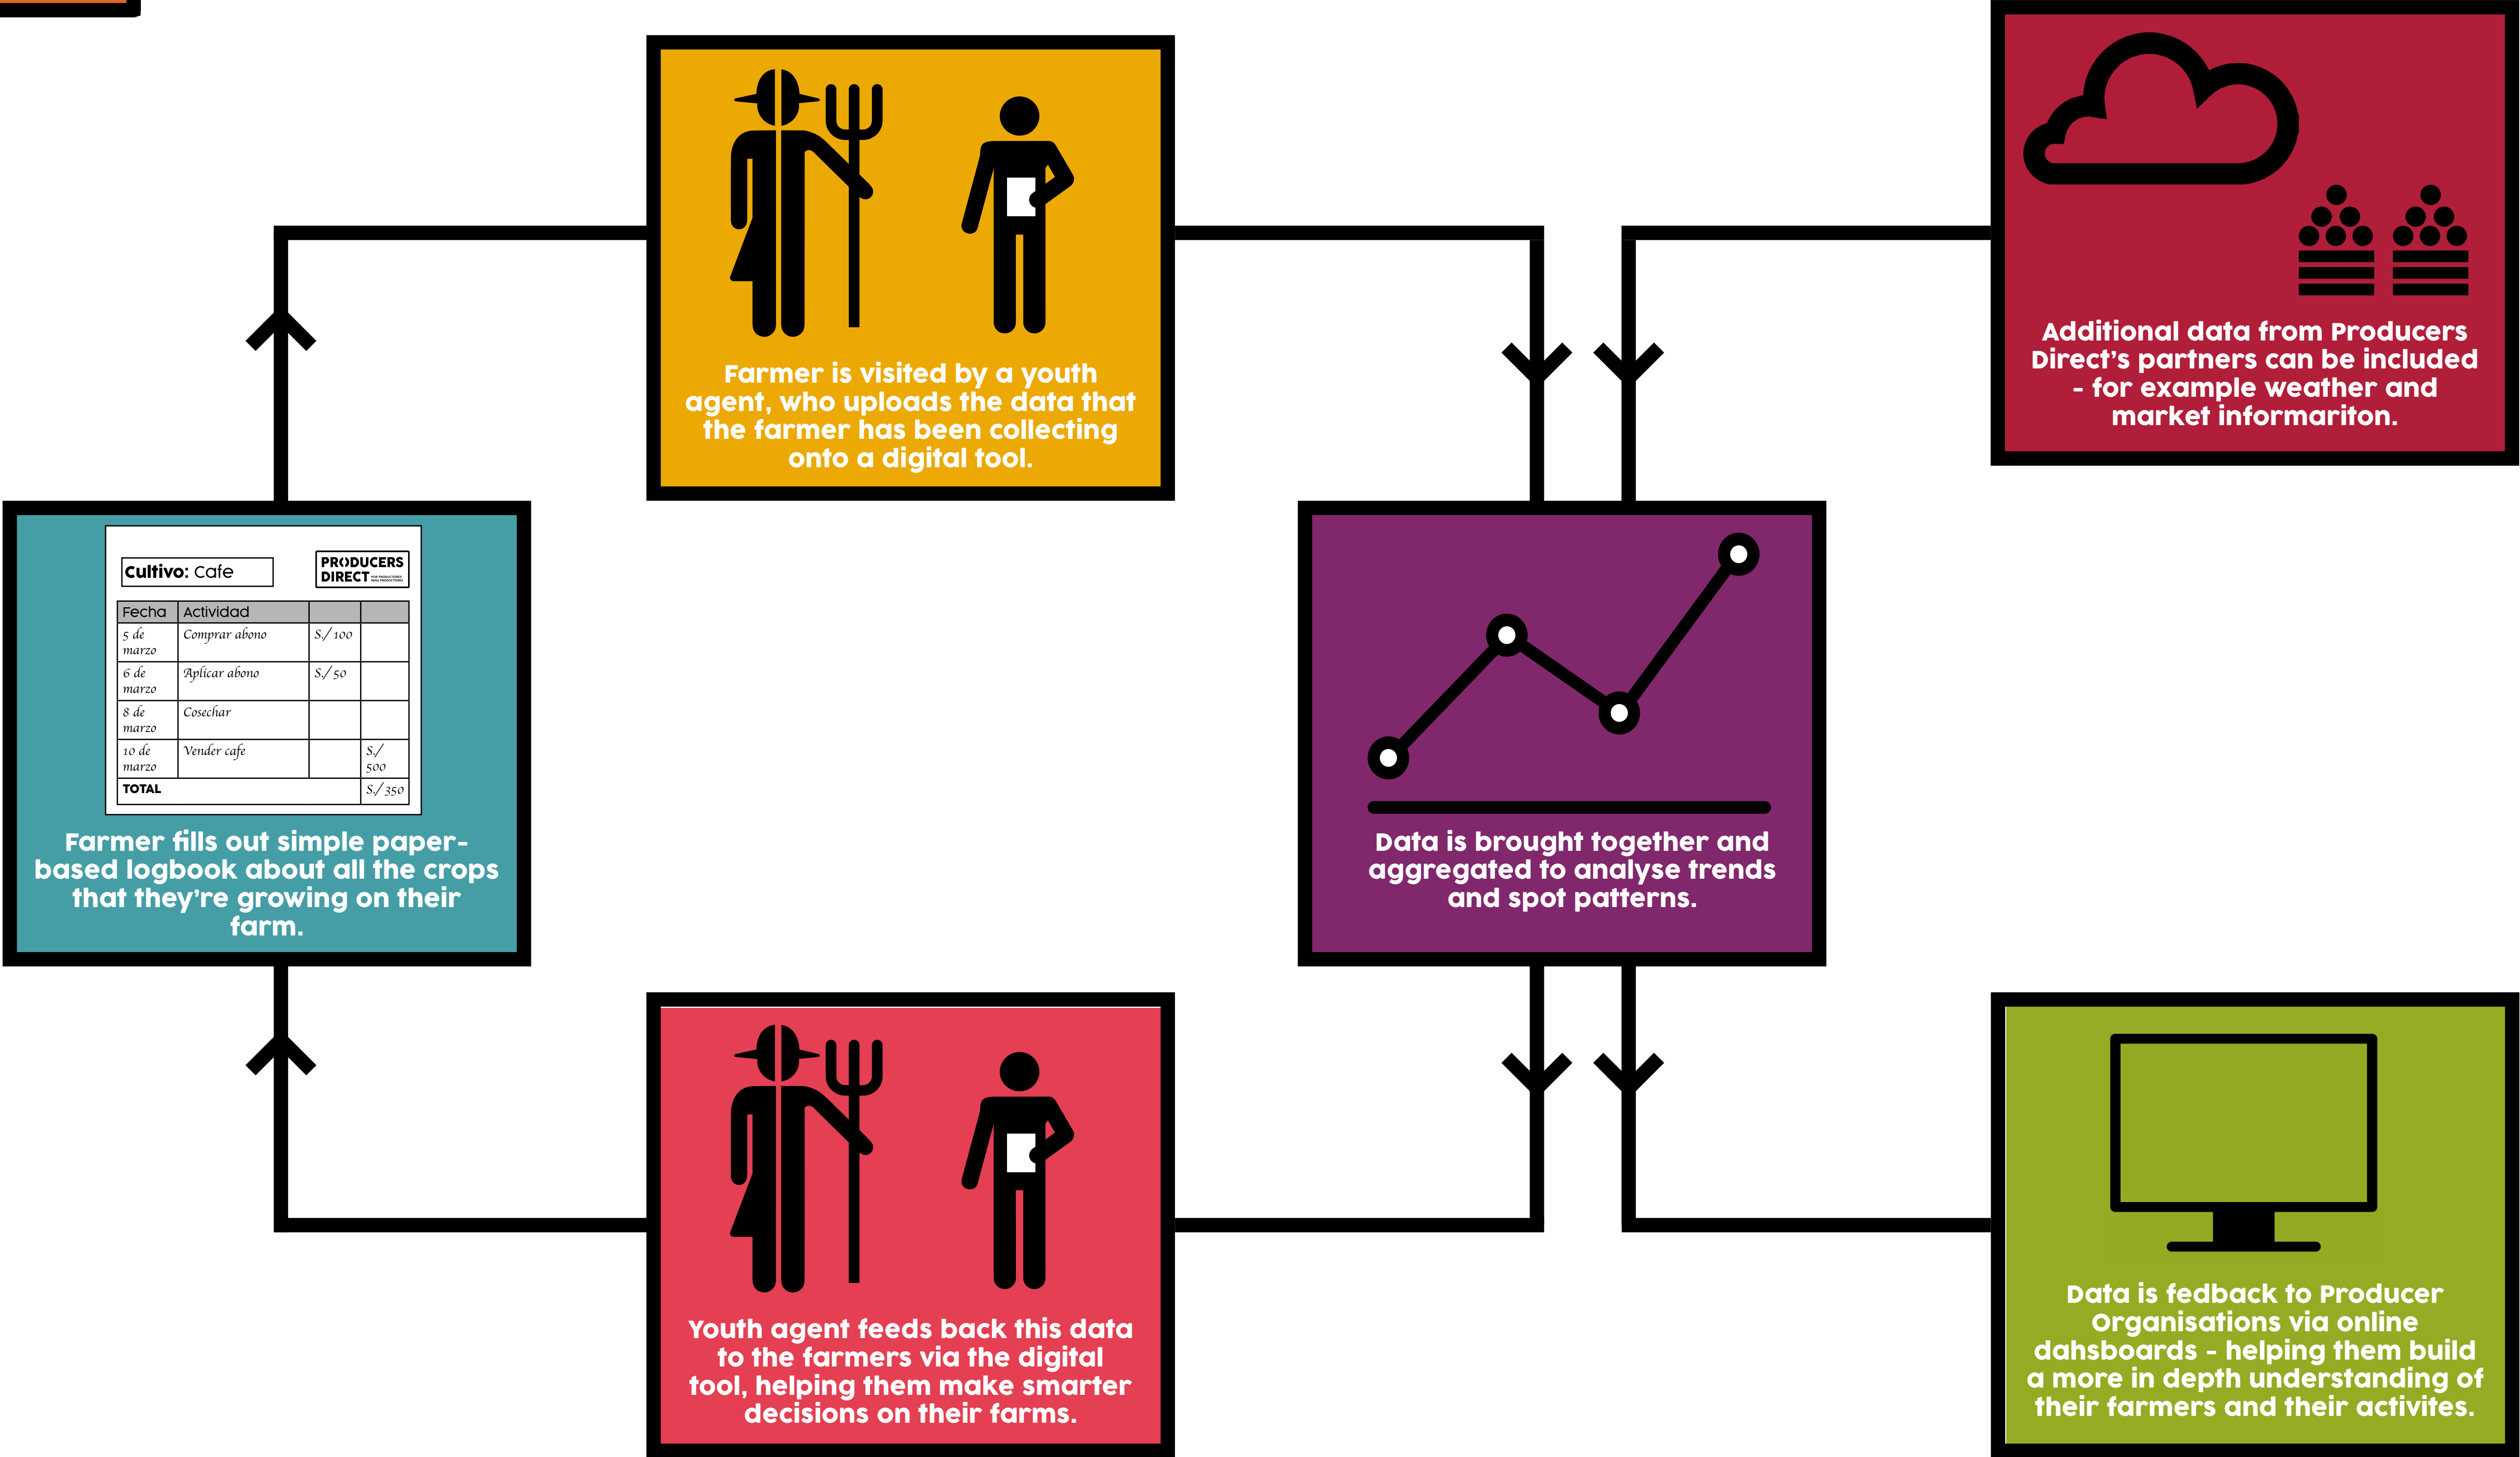 Farmer is visited by a youth
agent, who uploads the data that
the farmer has been collecting
onto a digital tool.
Additional data from Producers
Direct's partners can be included
- for example weather and
market informariton.
Cultivo: Cafe
PRODUCERS
DIRECT
Fecha Actividad
5 de marzo Comprar abono S./ 100
6 de marzo Aplicar abono S./ 50
8 de marzo Cosechar
10 de marzo Vender cafe S./ 500
TOTAL S./ 350
Farmer fills out simple paper-
based logbook about all the crops
that they're growing on their
farm.
Data is brought together and
aggregated to analyse trends
and spot patterns.
Youth agent feeds back this data
to the farmers via the digital
tool, helping them make smarter
decisions on their farms.
Data is fedback to Producer
Organisations via online
dahsboards - helping them build
a more in depth understanding of
their farmers and their activites.